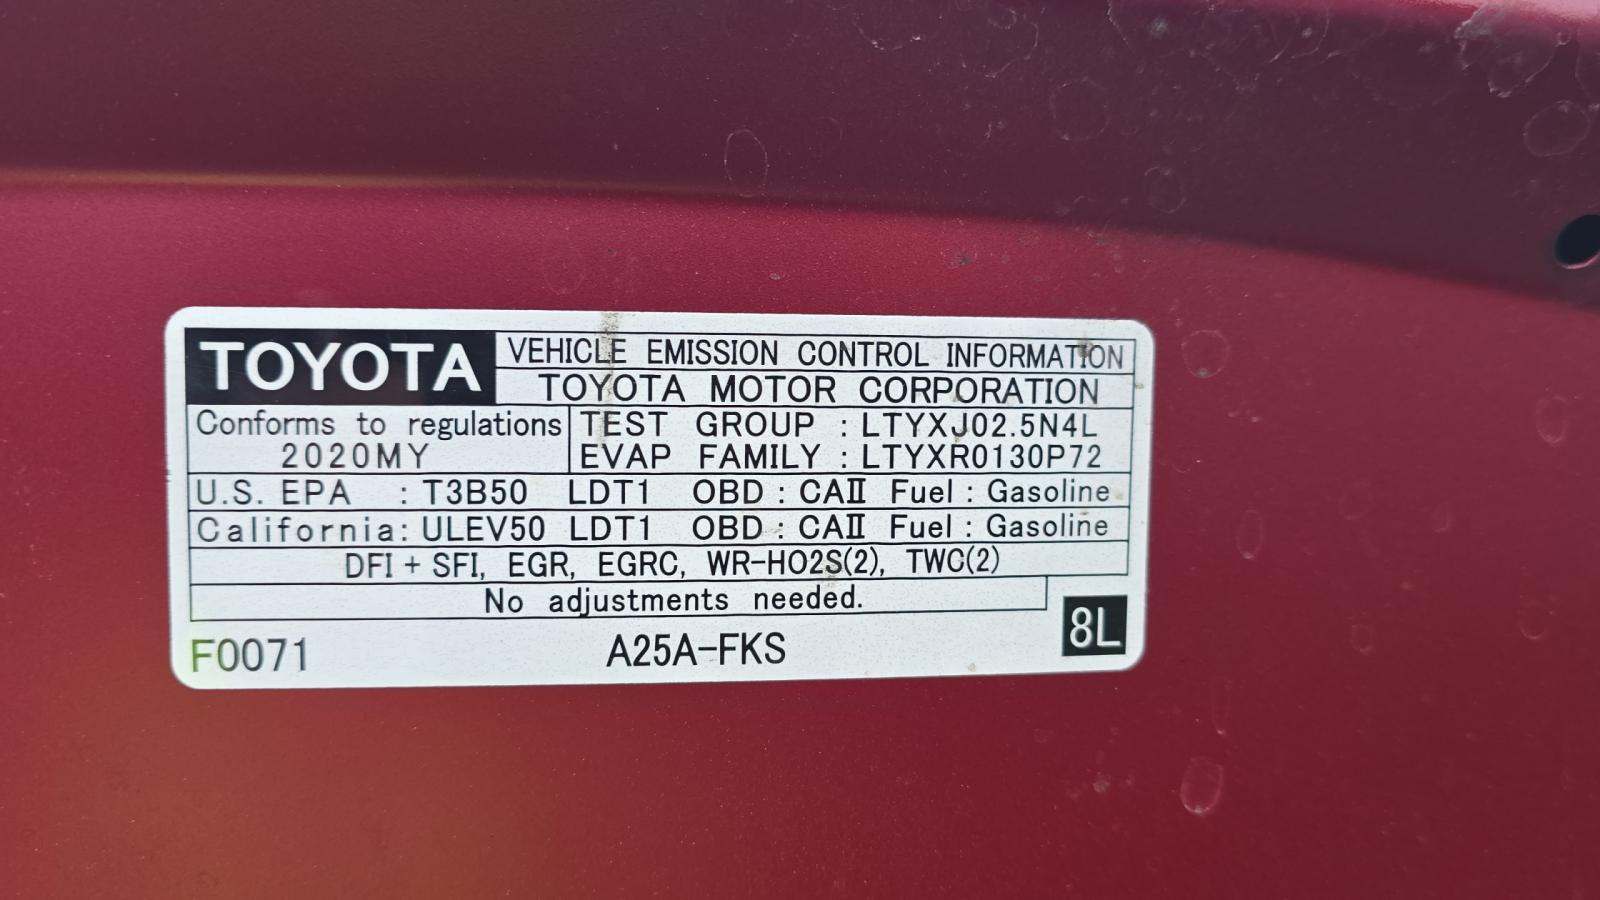 TOYOTA VEHICLE EMISSION CONTROL INFORMATION
TOYOTA MOTOR CORPORATION
Conforms to regulations TEST GROUP : LTYXJ02.5N4L
2020MY EVAP FAMILY : LTYXR0130P72
U.S. EPA : T3B50 LDT1 OBD : CAⅡ Fuel : Gasoline
California : ULEV50 LDT1 OBD : CAⅡ Fuel : Gasoline
DFI + SFI, EGR, EGRC, WR-HO2S(2), TWC(2)
No adjustments needed.
F0071 A25A-FKS 8L